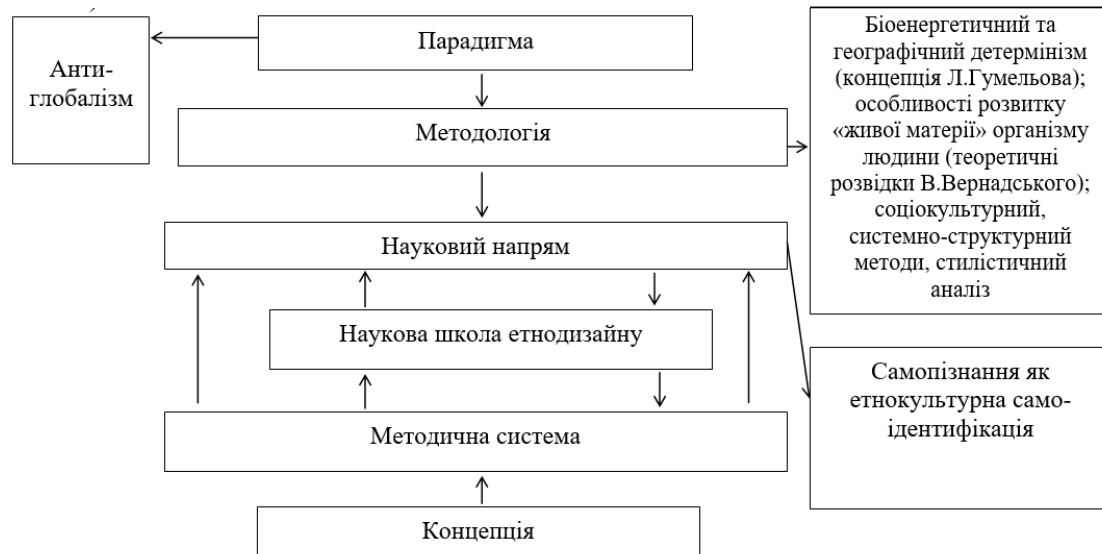 Парадигма
Анти-
глобалізм
Біоенергетичний та
географічний детермінізм
(концепція Л.Гумельова);
особливості розвитку
«живої матерії» організму
людини (теоретичні
розвідки В.Вернадського);
соціокультурний,
системно-структурний
методи, стилістичний
аналіз
Методологія
Науковий напрям
Наукова школа етнодизайну
Самопізнання як
етнокультурна само-
ідентифікація
Методична система
Концепція